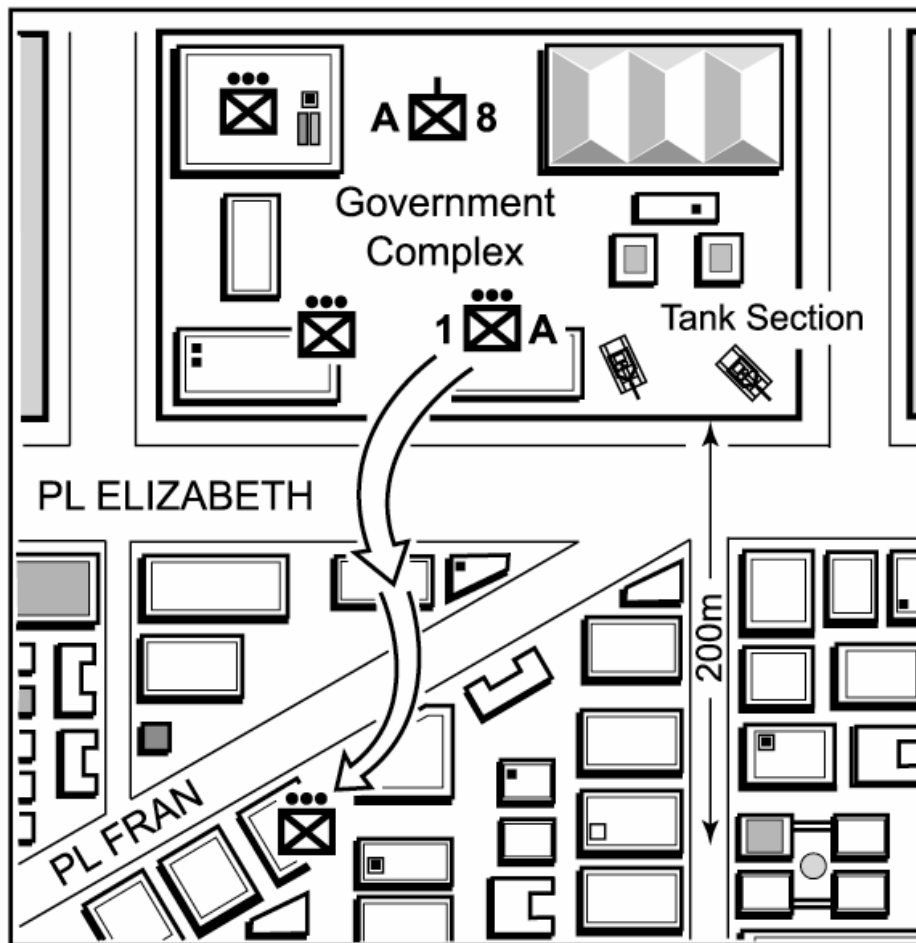 A 8
Government
Complex
1 A
Tank Section
PL ELIZABETH
200m
PL FRAN